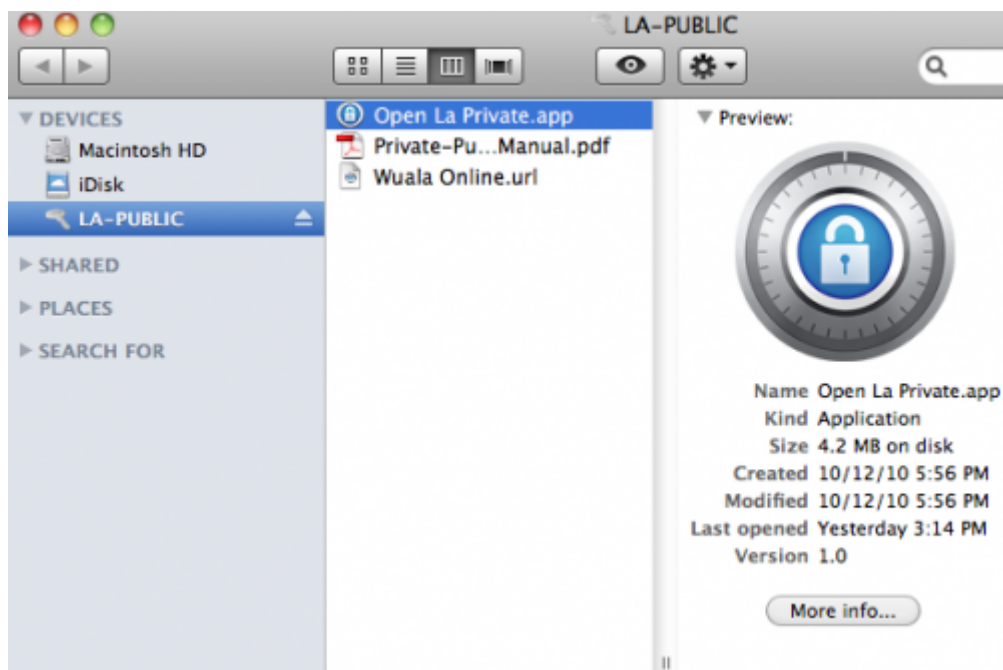 LA-PUBLIC
DEVICES
Macintosh HD
iDisk
LA-PUBLIC
SHARED
PLACES
SEARCH FOR
Open La Private.app
Private-Pu...Manual.pdf
Wuala Online.url
Preview:
Name Open La Private.app
Kind Application
Size 4.2 MB on disk
Created 10/12/10 5:56 PM
Modified 10/12/10 5:56 PM
Last opened Yesterday 3:14 PM
Version 1.0
More info...